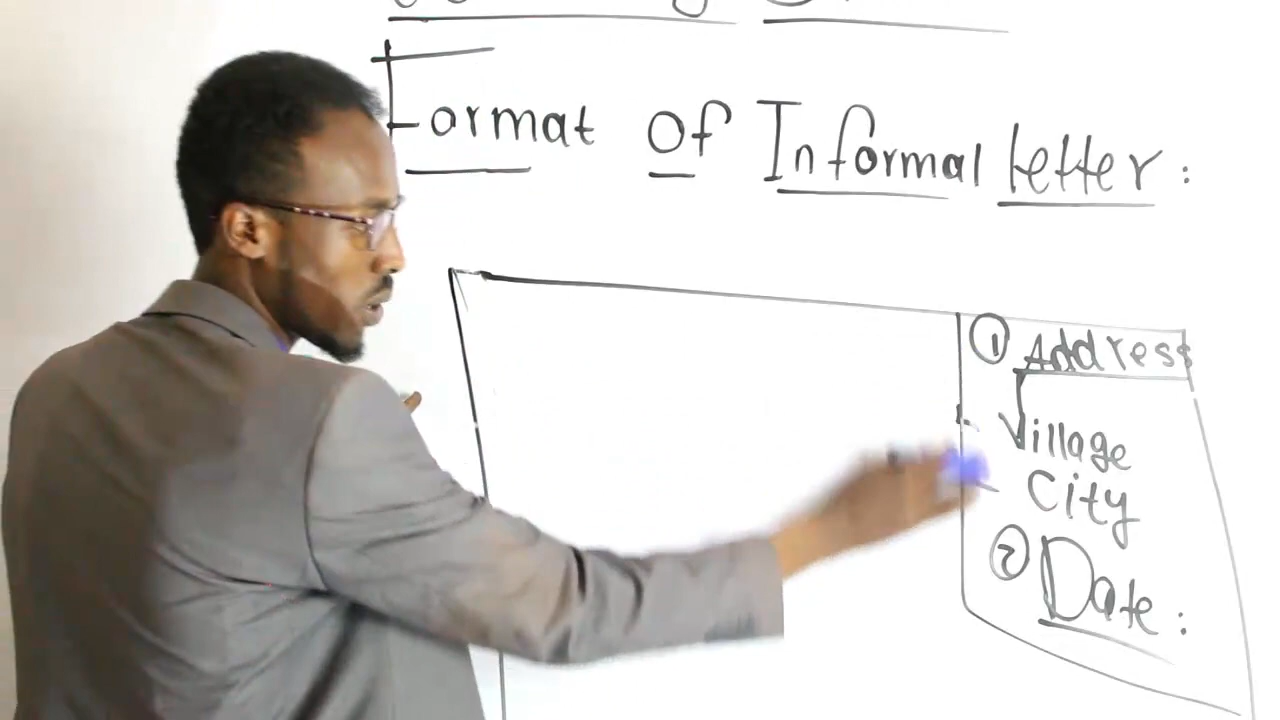 Format Of Informal letter :
① Address
- Village
- City
② Date :